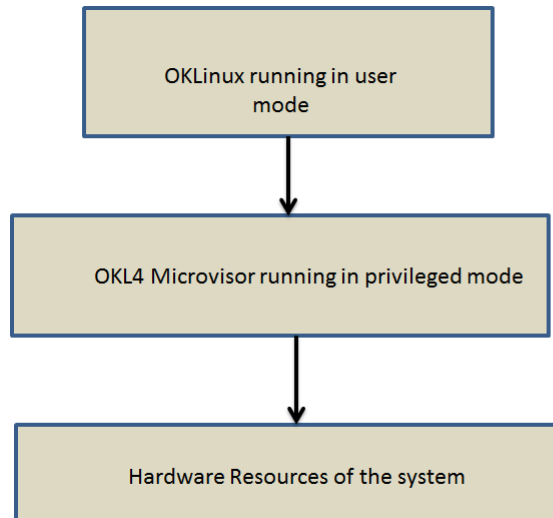 OKLinux running in user
mode
OKL4 Microvisor running in privileged mode
Hardware Resources of the system